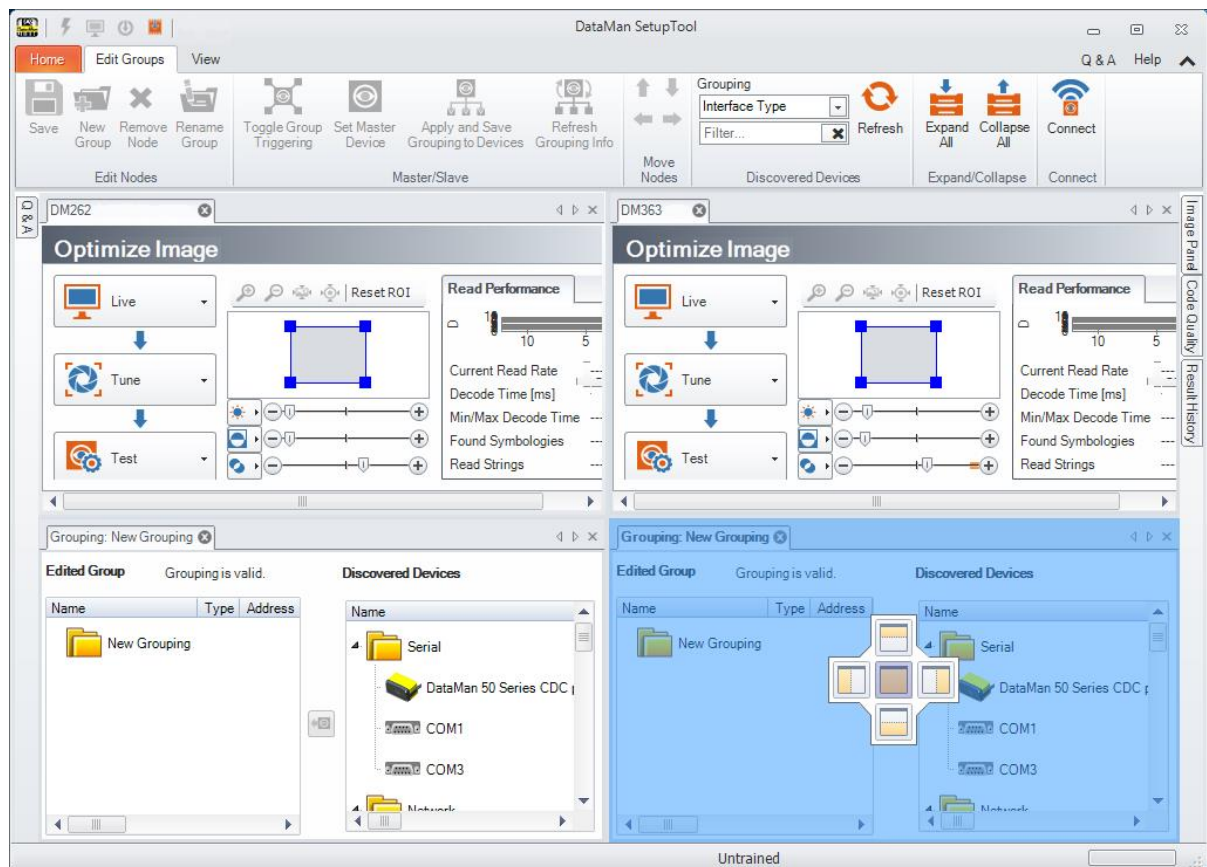 DataMan SetupTool
Home Edit Groups View Q & A Help
Save New Group Remove Node Rename Group Toggle Group Triggering Set Master Device Apply and Save Grouping to Devices Refresh Grouping Info Move Nodes Grouping Interface Type Filter... Refresh Expand All Collapse All Connect
Edit Nodes Master/Slave Discovered Devices Expand/Collapse Connect
Q & A
DM262
Optimize Image
Live
Tune
Test
Reset ROI
Read Performance
10 5
Current Read Rate
Decode Time [ms]
Min/Max Decode Time ---
Found Symbologies ---
Read Strings ---
DM363
Optimize Image
Live
Tune
Test
Reset ROI
Read Performance
10 5
Current Read Rate
Decode Time [ms]
Min/Max Decode Time ---
Found Symbologies ---
Read Strings ---
Image Panel
Code Quality
Result History
Grouping: New Grouping
Edited Group Grouping is valid. Discovered Devices
Name Type Address
New Grouping
Name
Serial
DataMan 50 Series CDC
COM1
COM3
Network
Grouping: New Grouping
Edited Group Grouping is valid. Discovered Devices
Name Type Address
New Grouping
Name
Serial
DataMan 50 Series CDC
COM1
COM3
Network
Untrained